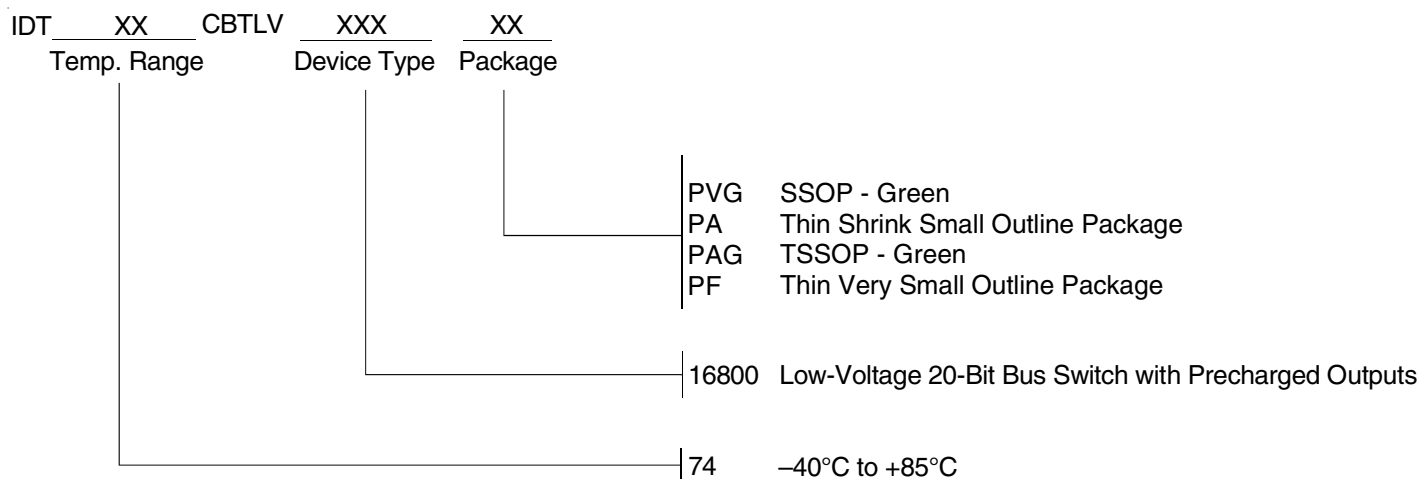 IDT XX CBTLV XXX XX
Temp. Range Device Type Package
PVG SSOP - Green
PA Thin Shrink Small Outline Package
PAG TSSOP - Green
PF Thin Very Small Outline Package
16800 Low-Voltage 20-Bit Bus Switch with Precharged Outputs
74 –40°C to +85°C